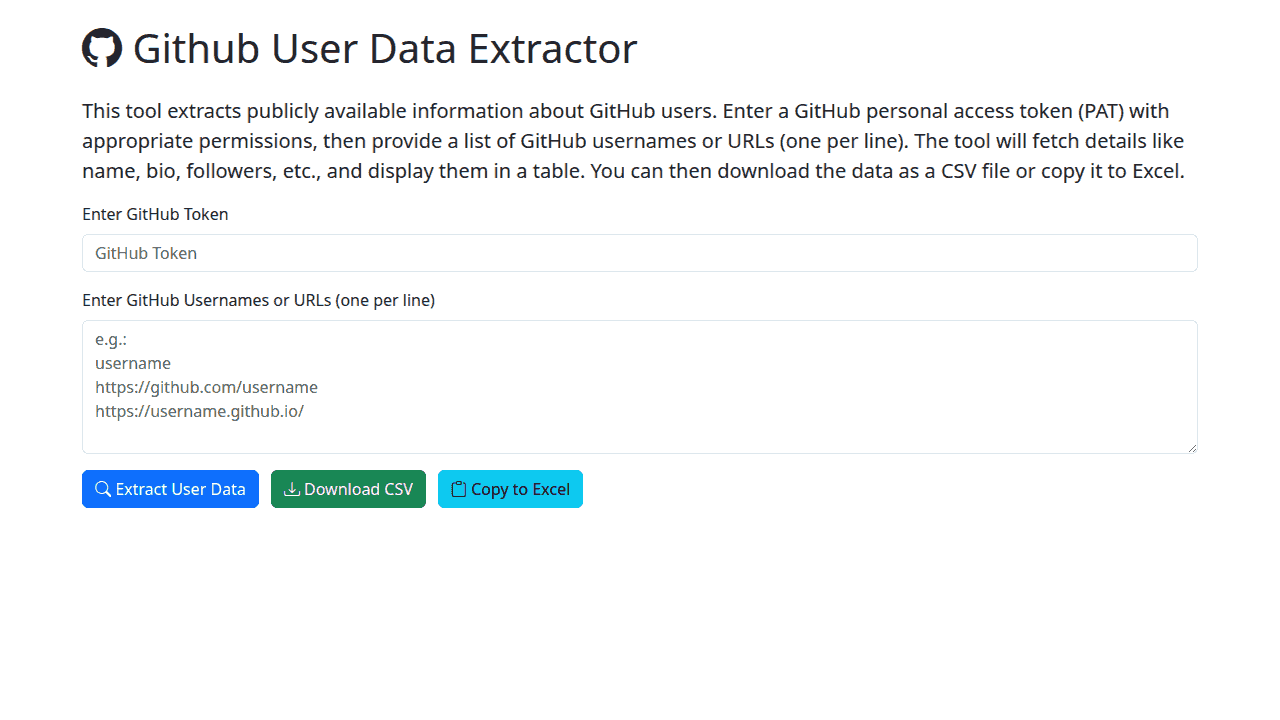 Github User Data Extractor
This tool extracts publicly available information about GitHub users. Enter a GitHub personal access token (PAT) with
appropriate permissions, then provide a list of GitHub usernames or URLs (one per line). The tool will fetch details like
name, bio, followers, etc., and display them in a table. You can then download the data as a CSV file or copy it to Excel.
Enter GitHub Token
GitHub Token
Enter GitHub Usernames or URLs (one per line)
e.g.:
username
https://github.com/username
https://username.github.io/
Extract User Data
Download CSV
Copy to Excel